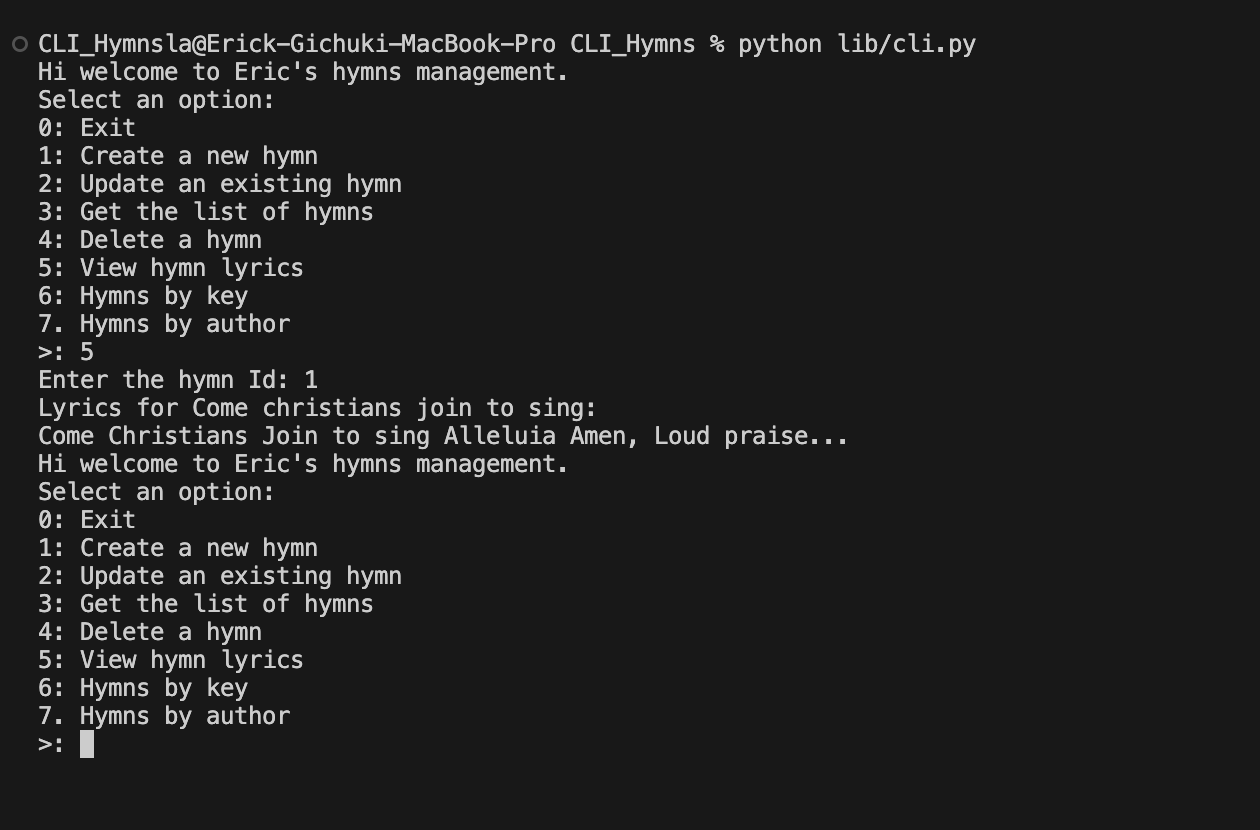 CLI_Hymnsla@Erick-Gichuki-MacBook-Pro CLI_Hymns % python lib/cli.py
Hi welcome to Eric's hymns management.
Select an option:
0: Exit
1: Create a new hymn
2: Update an existing hymn
3: Get the list of hymns
4: Delete a hymn
5: View hymn lyrics
6: Hymns by key
7. Hymns by author
>: 5
Enter the hymn Id: 1
Lyrics for Come christians join to sing:
Come Christians Join to sing Alleluia Amen, Loud praise...
Hi welcome to Eric's hymns management.
Select an option:
0: Exit
1: Create a new hymn
2: Update an existing hymn
3: Get the list of hymns
4: Delete a hymn
5: View hymn lyrics
6: Hymns by key
7. Hymns by author
>: